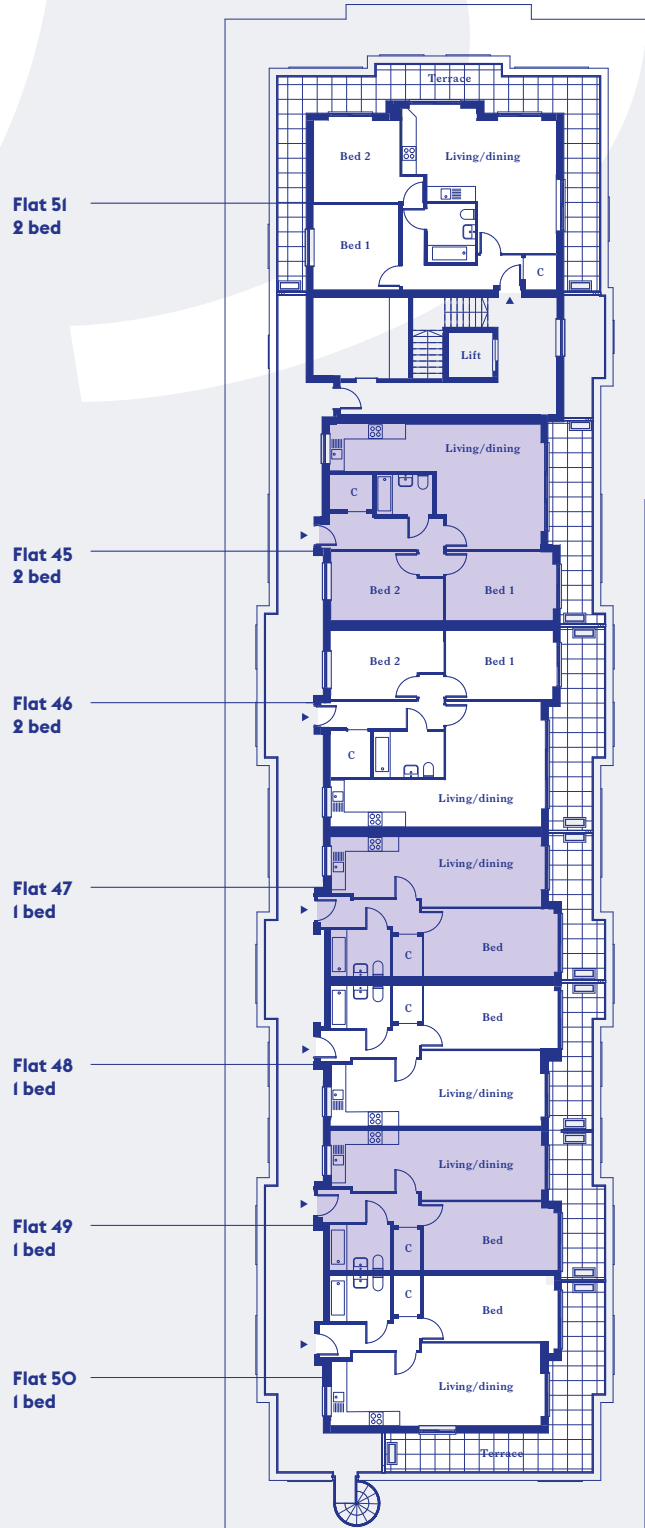 Terrace
Bed 2
Living/dining
Flat 51
2 bed
Bed 1
C
Lift
Living/dining
C
Flat 45
2 bed
Bed 2
Bed 1
Bed 2
Bed 1
Flat 46
2 bed
C
Living/dining
Living/dining
Flat 47
1 bed
Bed
C
C
Bed
Flat 48
1 bed
Living/dining
Living/dining
Flat 49
1 bed
Bed
C
C
Bed
Flat 50
1 bed
Living/dining
Terrace